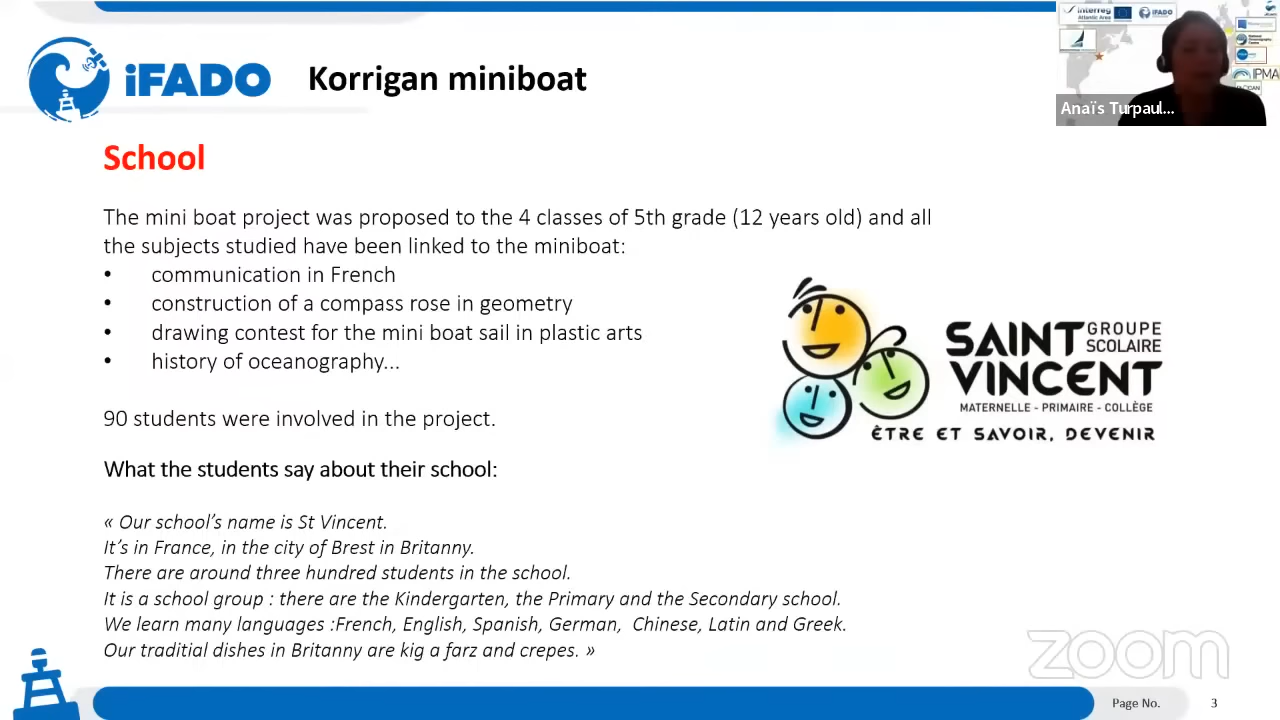 iFADO
Korrigan miniboat
Interreg
Atlantic Area
iFADO
IPMA
Anaïs Turpaul...
School
The mini boat project was proposed to the 4 classes of 5th grade (12 years old) and all
the subjects studied have been linked to the miniboat:
• communication in French
• construction of a compass rose in geometry
• drawing contest for the mini boat sail in plastic arts
• history of oceanography...
SAINT GROUPE
SCOLAIRE
VINCENT
MATERNELLE - PRIMAIRE - COLLÈGE
ÊTRE ET SAVOIR, DEVENIR
90 students were involved in the project.
What the students say about their school:
« Our school's name is St Vincent.
It's in France, in the city of Brest in Britanny.
There are around three hundred students in the school.
It is a school group : there are the Kindergarten, the Primary and the Secondary school.
We learn many languages :French, English, Spanish, German, Chinese, Latin and Greek.
Our traditial dishes in Britanny are kig a farz and crepes. »
zoom
Page No. 3